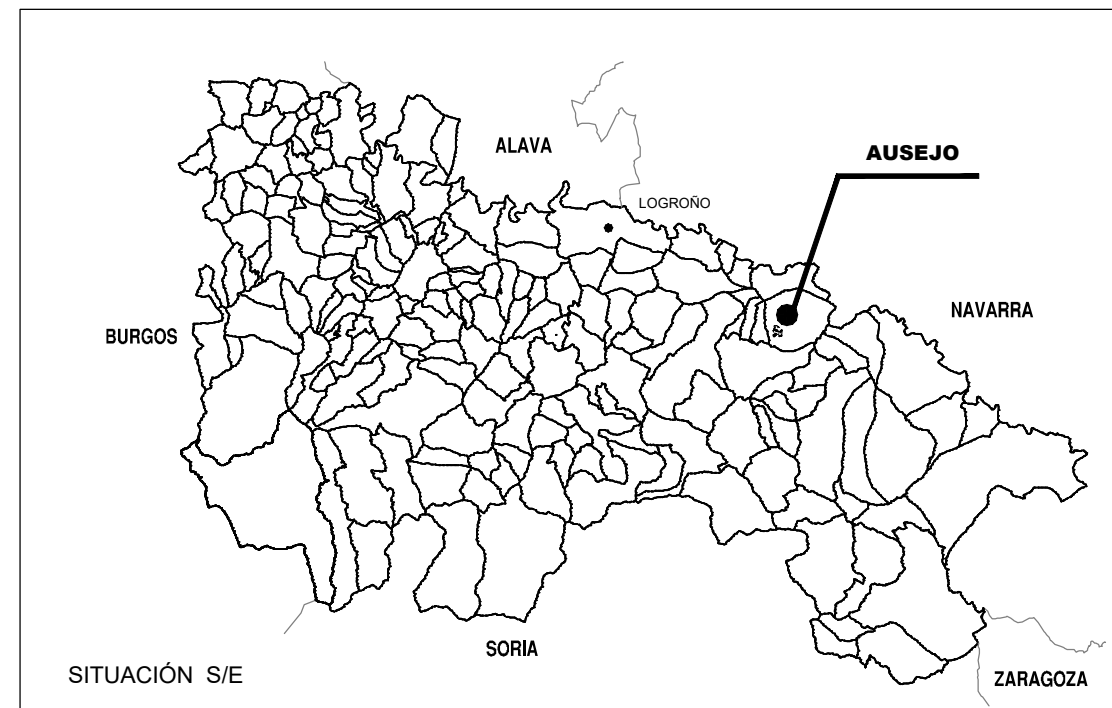 ALAVA
AUSEJO
LOGROÑO
NAVARRA
BURGOS
SORIA
SITUACIÓN S/E
ZARAGOZA